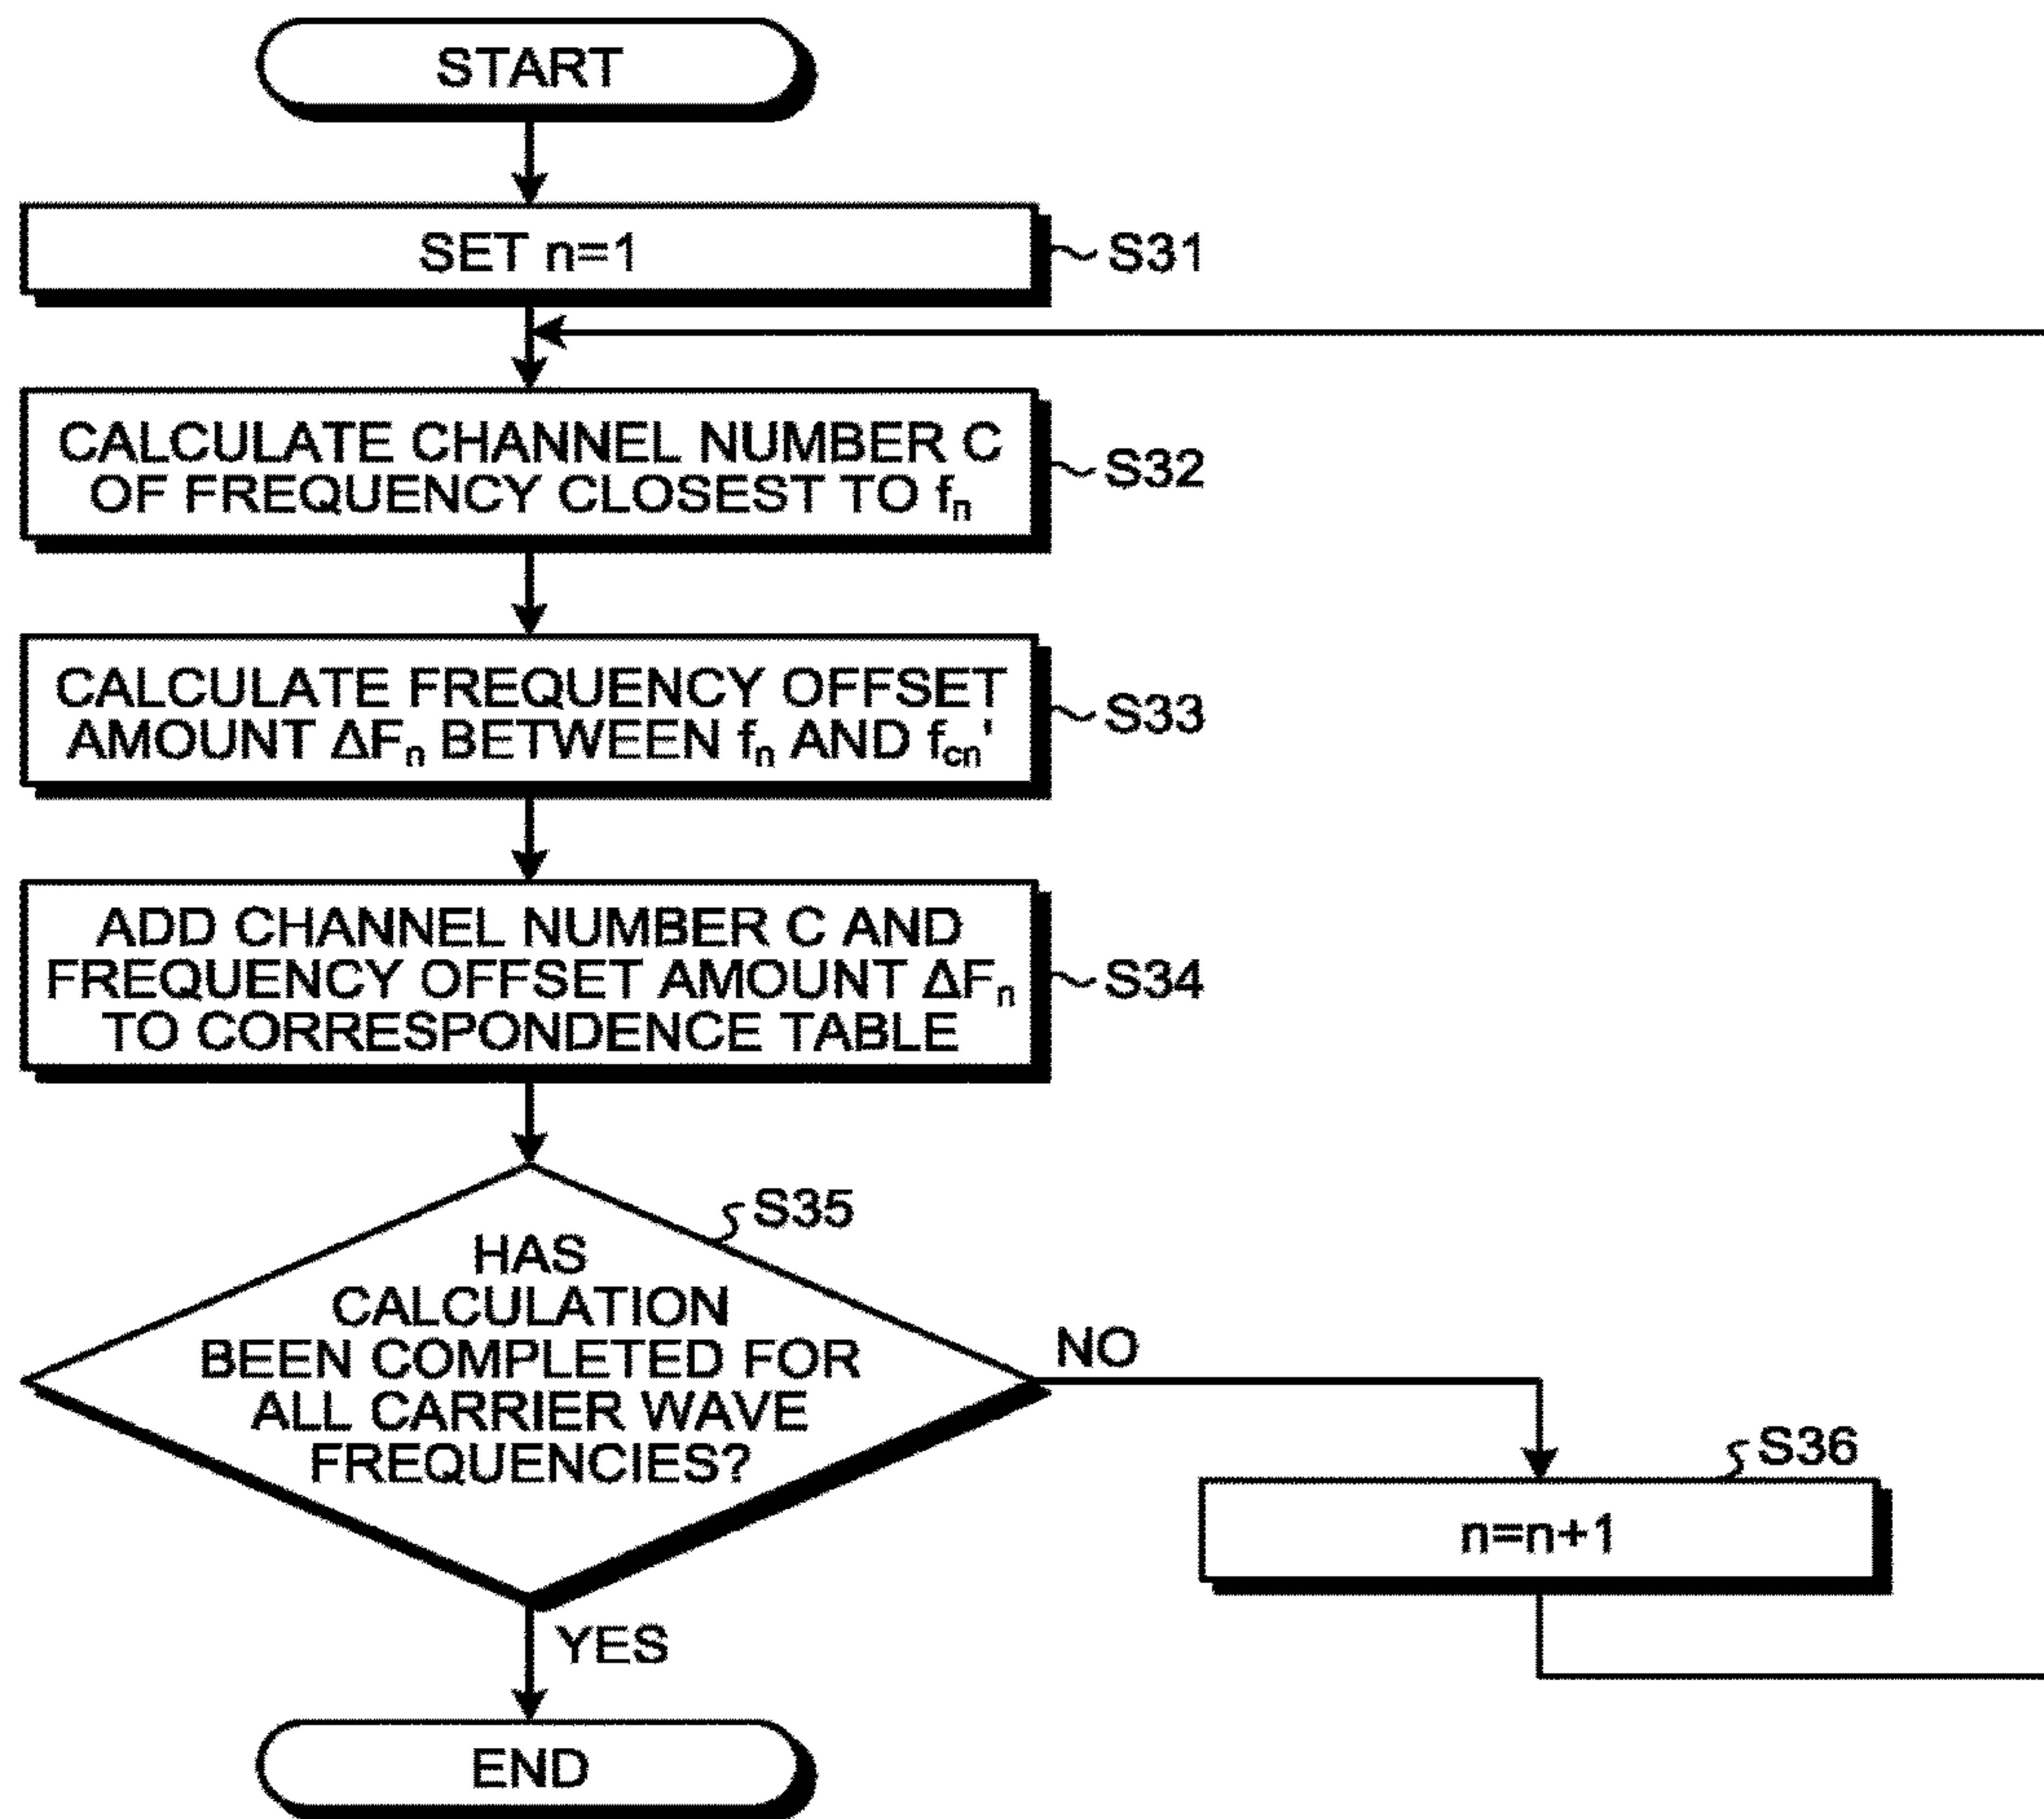 START
SET n=1
S31
CALCULATE CHANNEL NUMBER C
OF FREQUENCY CLOSEST TO fn
S32
CALCULATE FREQUENCY OFFSET
AMOUNT ΔFn BETWEEN fn AND fcn'
S33
ADD CHANNEL NUMBER C AND
FREQUENCY OFFSET AMOUNT ΔFn
TO CORRESPONDENCE TABLE
S34
S35
HAS
CALCULATION
BEEN COMPLETED FOR
ALL CARRIER WAVE
FREQUENCIES?
NO
S36
n=n+1
YES
END